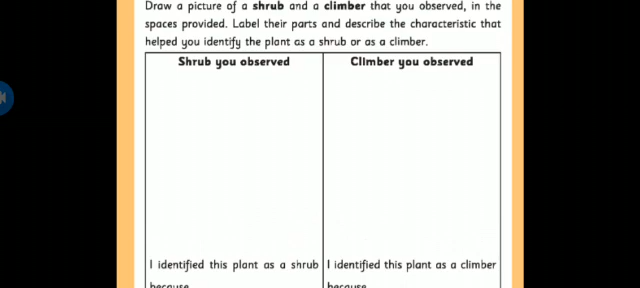 Draw a picture of a shrub and a climber that you observed, in the
spaces provided. Label their parts and describe the characteristic that
helped you identify the plant as a shrub or as a climber.
Shrub you observed
Climber you observed
I identified this plant as a shrub
because
I identified this plant as a climber
because